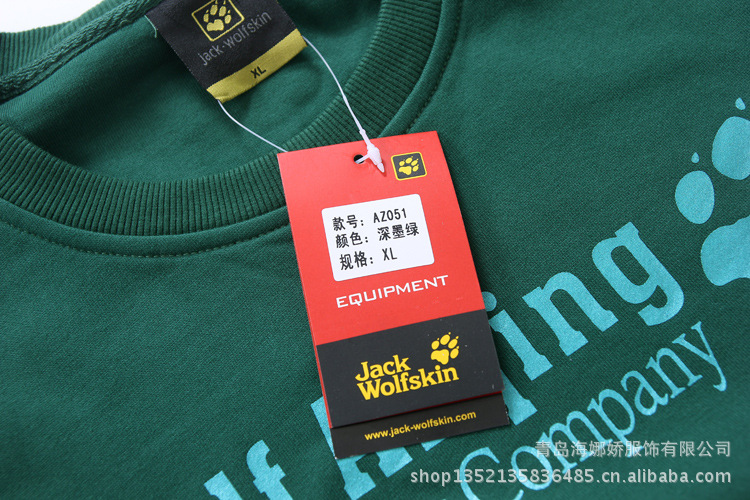 Jack-wolfskin
XL
款号：AZ051
颜色：深墨绿
规格：XL
EQUIPMENT
Jack
Wolfskin
www.jack-wolfskin.com
ing
Company
青岛海娜娇服饰有限公司
shop1352135836485.cn.alibaba.com